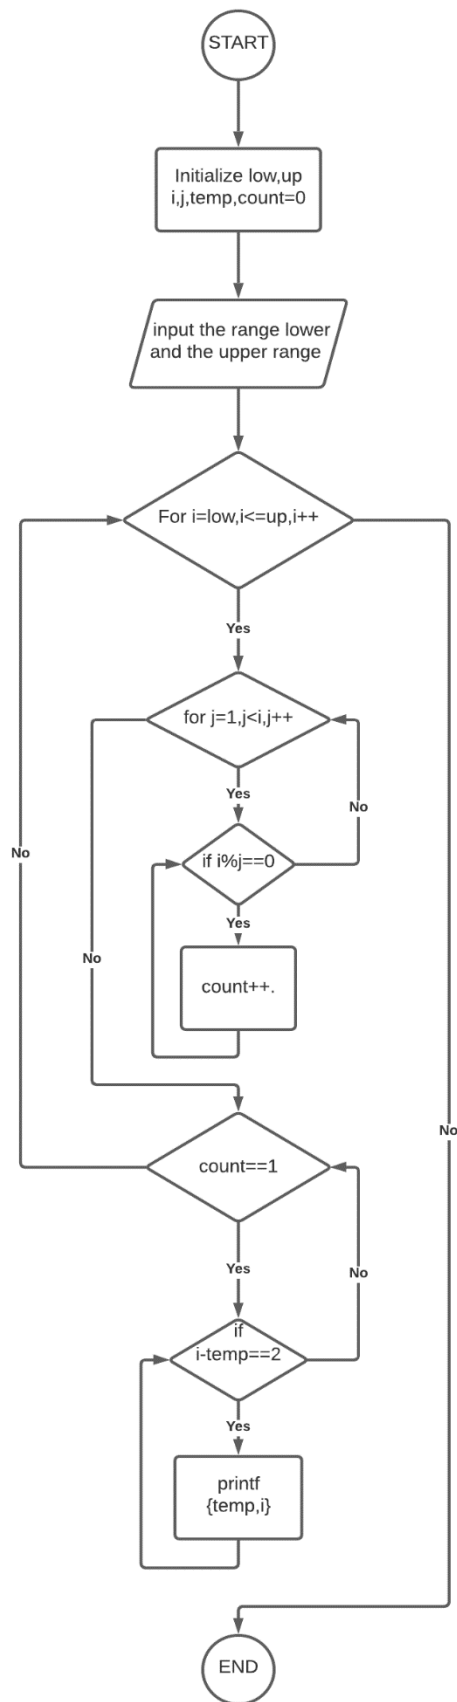 START
Initialize low,up
i,j,temp,count=0
input the range lower
and the upper range
For i=low,i<=up,i++
Yes
for j=1,j<i,j++
Yes
No
No
if i%j==0
Yes
No
count++.
No
count==1
Yes
No
if
i-temp==2
Yes
printf
{temp,i}
END